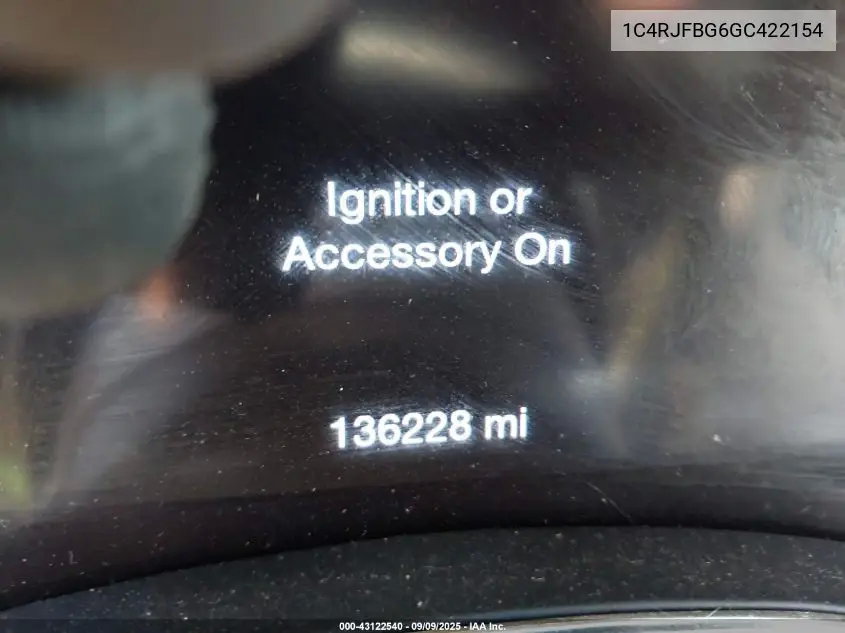 1C4RJFBG6GC422154
Ignition or
Accessory On
136228 mi
000-43122540 - 09/09/2025 - IAA Inc.